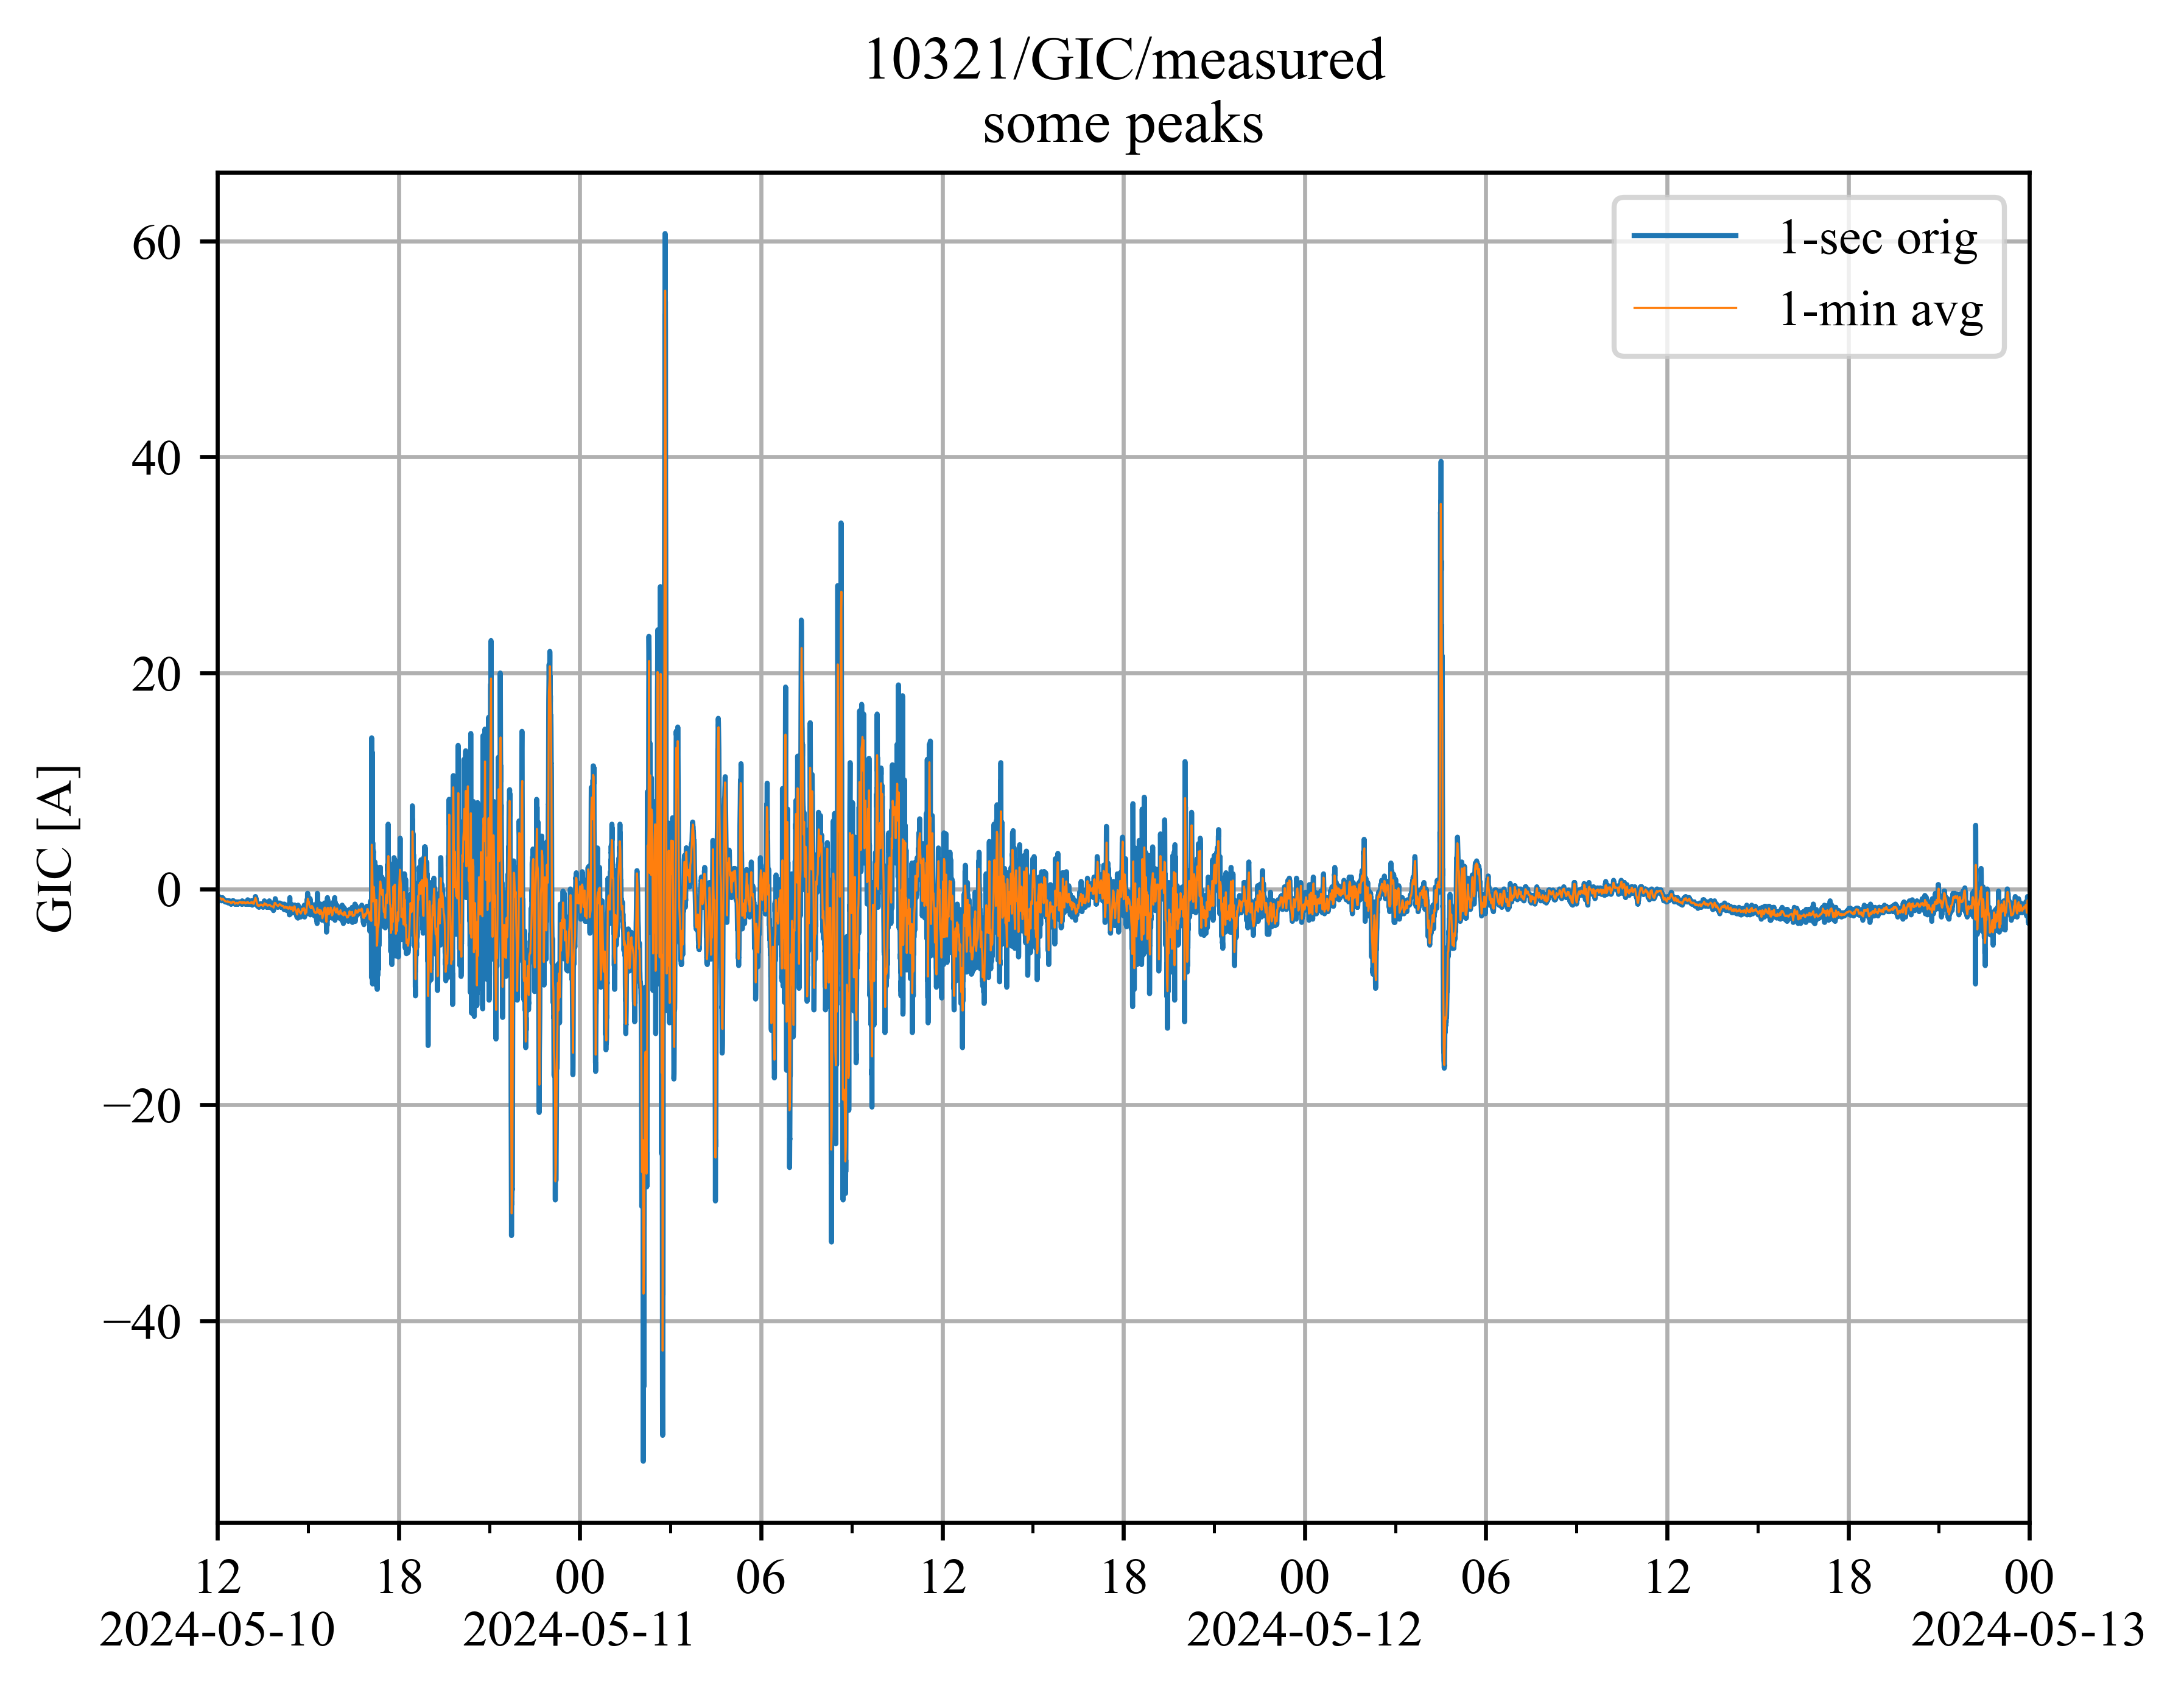 10321/GIC/measured
some peaks
1-sec orig
1-min avg
GIC [A]
60
40
20
0
−20
−40
12 18 00 06 12 18 00 06 12 18 00
2024-05-10 2024-05-11 2024-05-12 2024-05-13